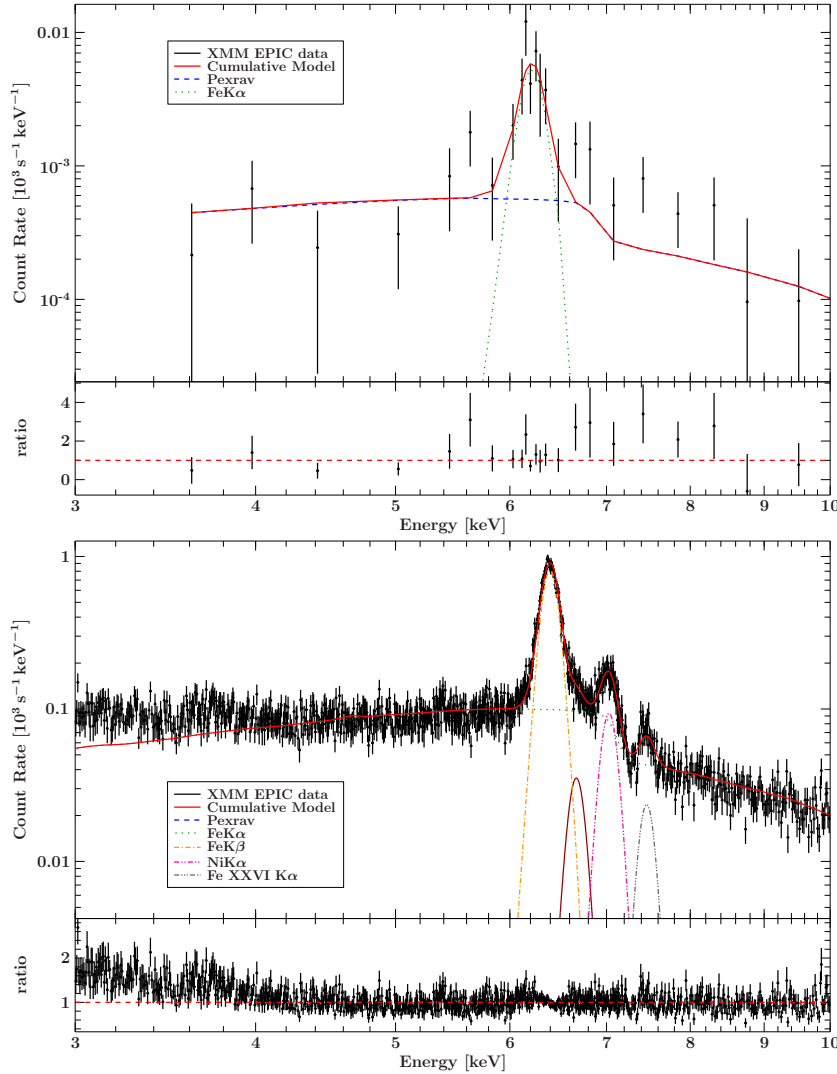 0.01
10⁻³
10⁻⁴
Count Rate [10³ s⁻¹ keV⁻¹]
XMM EPIC data
Cumulative Model
Pexrav
FeKα
4
2
0
ratio
3 4 5 6 7 8 9 10
Energy [keV]
1
0.1
0.01
Count Rate [10³ s⁻¹ keV⁻¹]
XMM EPIC data
Cumulative Model
Pexrav
FeKα
FeKβ
NiKα
Fe XXVI Kα
2
1
ratio
3 4 5 6 7 8 9 10
Energy [keV]